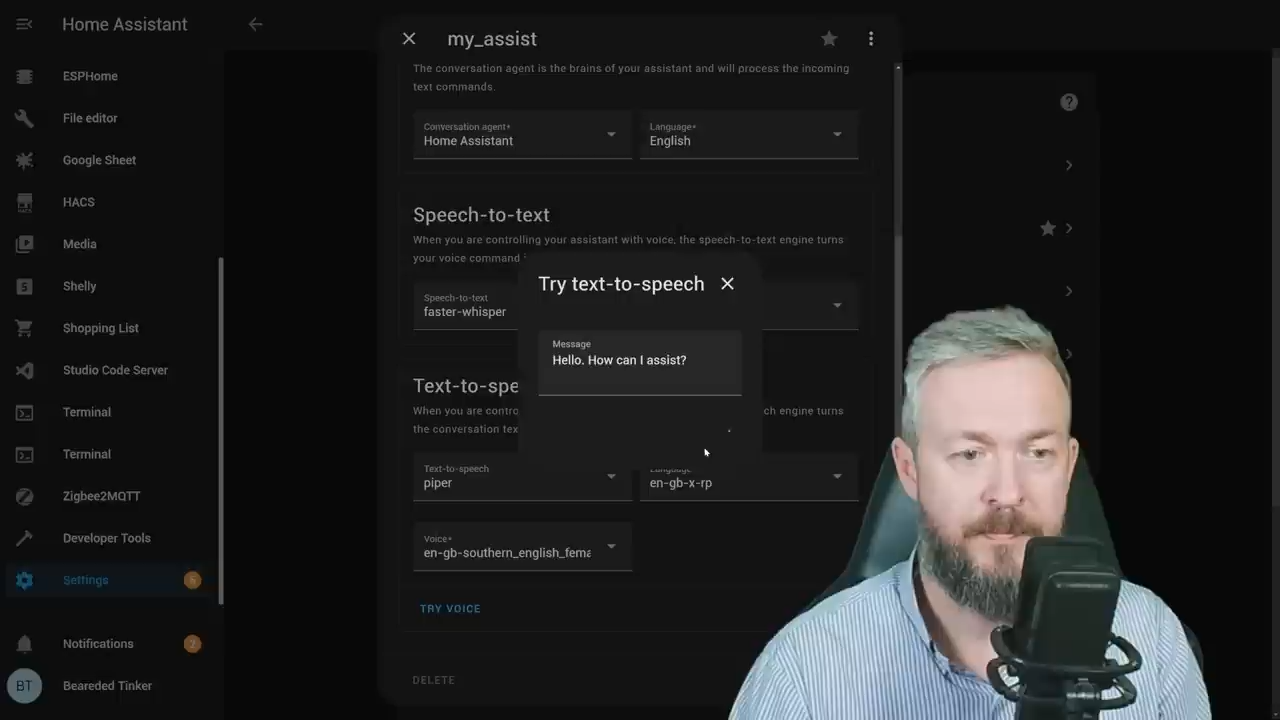 Home Assistant
ESPHome
File editor
Google Sheet
HACS
HACS
Media
Shelly
Shopping List
Studio Code Server
Terminal
Terminal
Zigbee2MQTT
Developer Tools
Settings
6
Notifications
2
BT
Beareded Tinker
my_assist
The conversation agent is the brains of your assistant and will process the incoming
text commands.
Conversation agent*
Home Assistant
Language*
English
Speech-to-text
When you are controlling your assistant with voice, the speech-to-text engine turns
your voice command i
Speech-to-text
faster-whisper
Try text-to-speech
Message
Hello. How can I assist?
Text-to-spe
When you are contro
ch engine turns
the conversation tex
Text-to-speech
piper
Language
en-gb-x-rp
Voice*
en-gb-southern_english_fema
TRY VOICE
DELETE